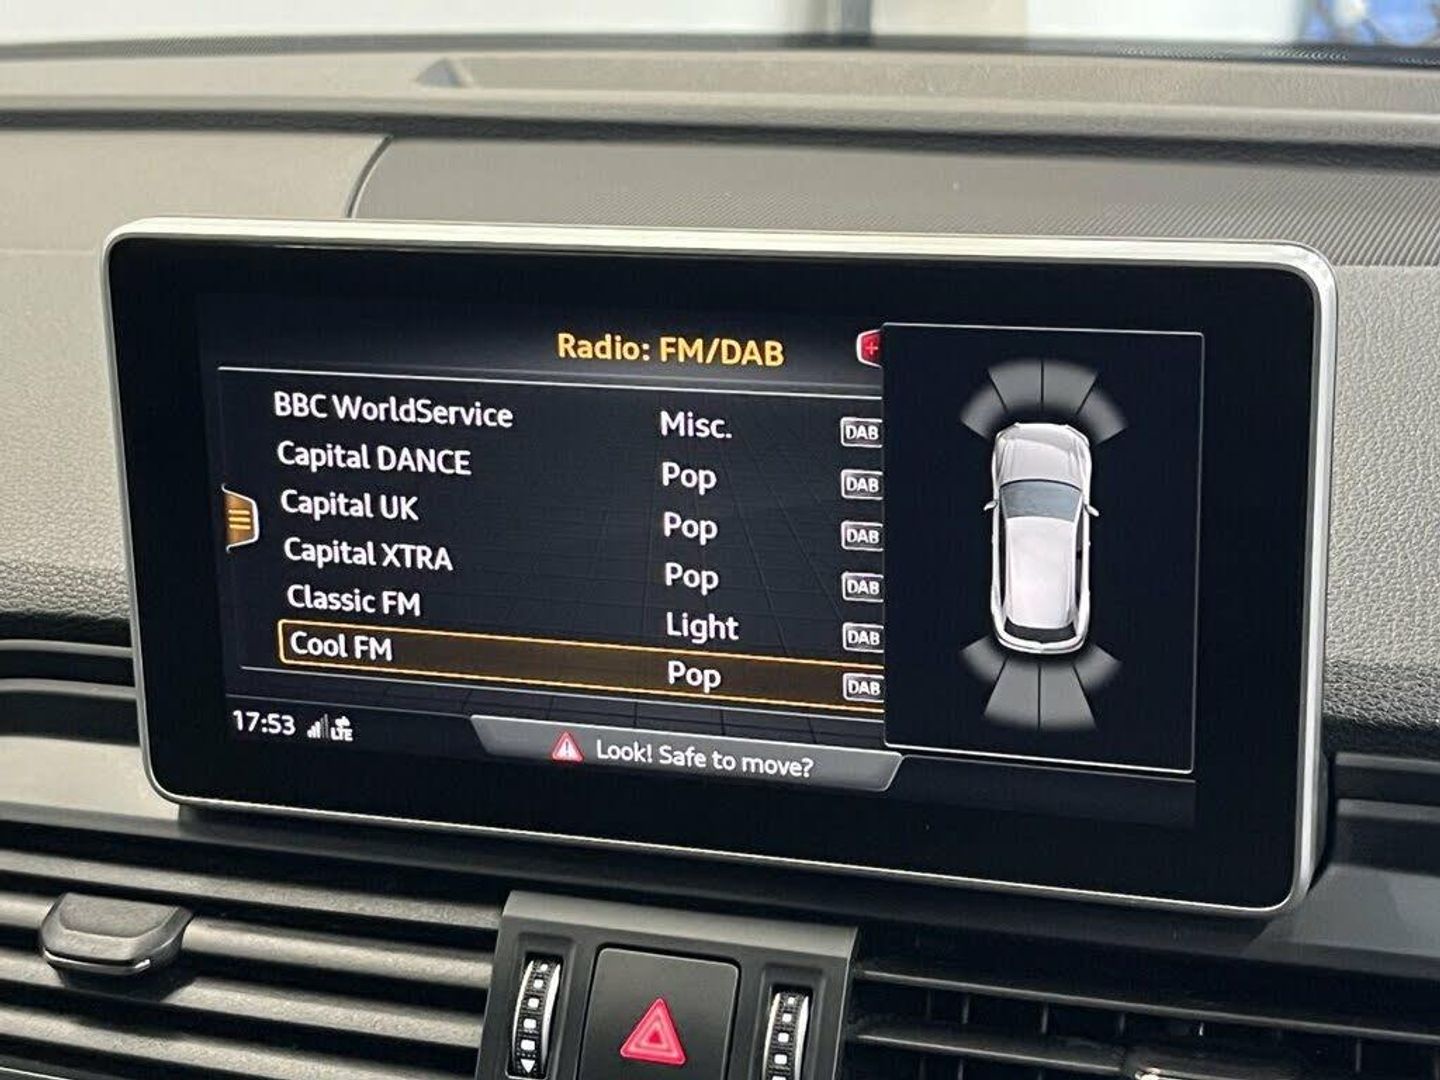 Radio: FM/DAB
BBC WorldService Misc. DAB
Capital DANCE Pop DAB
Capital UK Pop DAB
Capital XTRA Pop DAB
Classic FM Light DAB
Cool FM Pop DAB
17:53 LTE
Look! Safe to move?